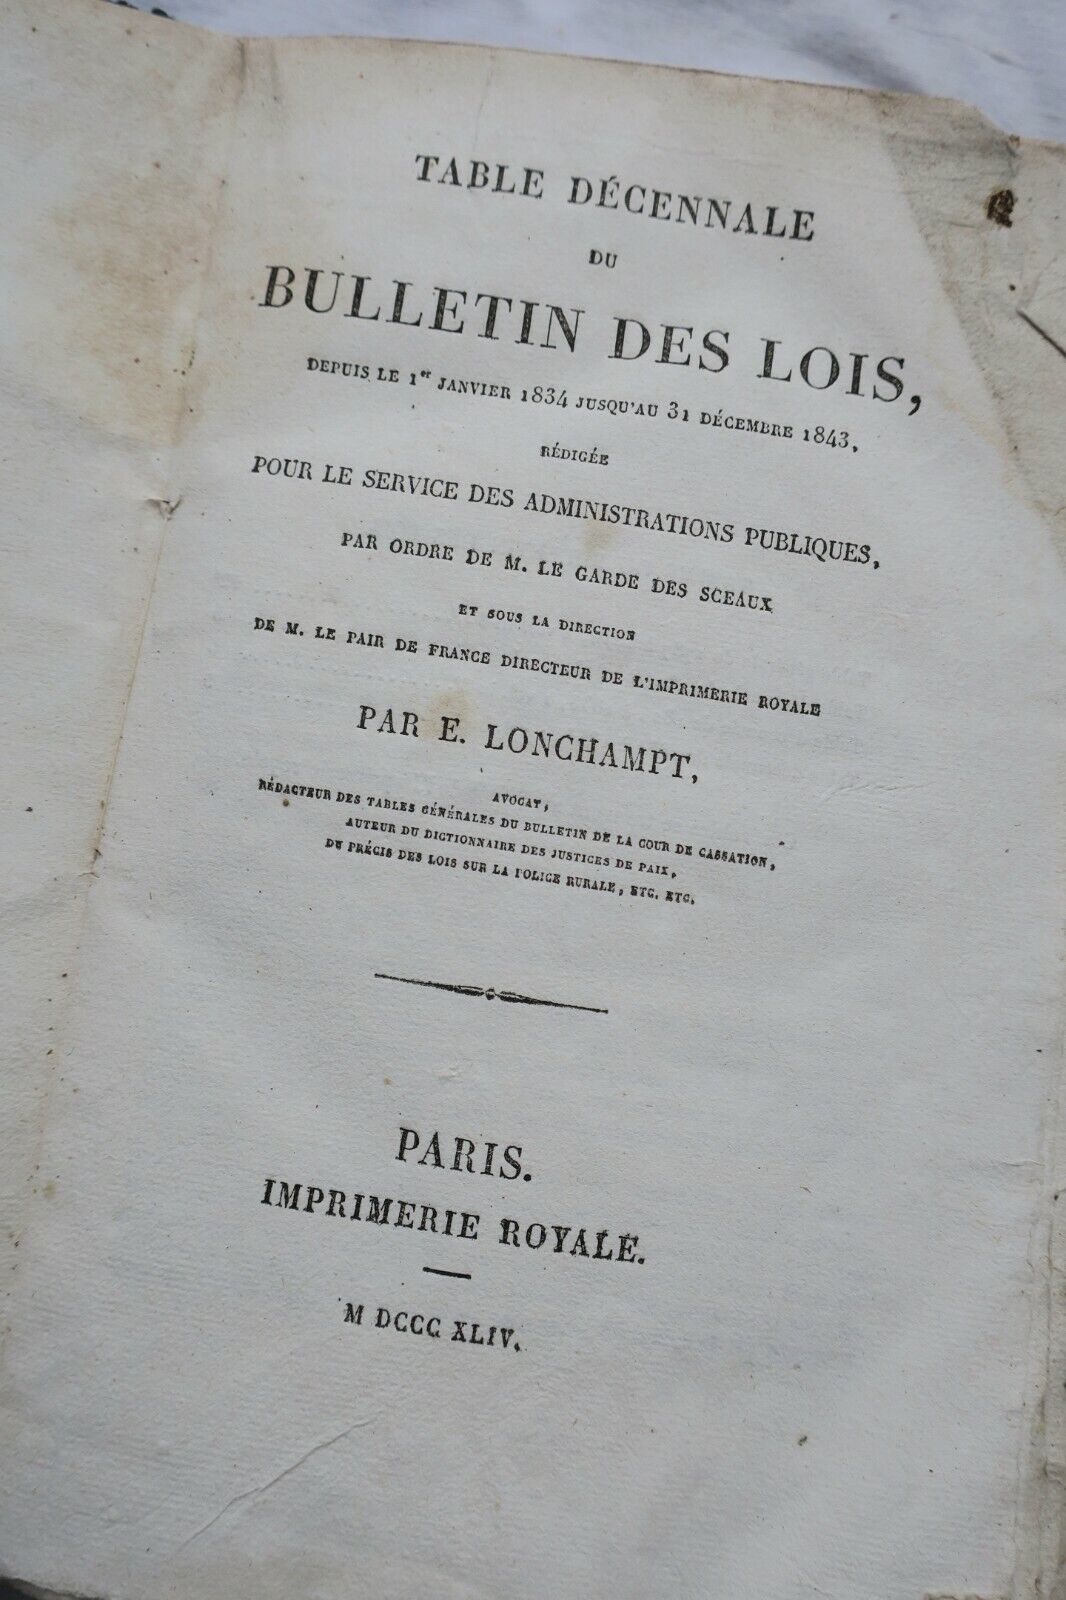 TABLE DÉCENNALE
DU
BULLETIN DES LOIS,
DEPUIS LE 1er JANVIER 1834 JUSQU'AU 31 DÉCEMBRE 1843,
RÉDIGÉE
POUR LE SERVICE DES ADMINISTRATIONS PUBLIQUES,
PAR ORDRE DE M. LE GARDE DES SCEAUX
ET SOUS LA DIRECTION
DE M. LE PAIR DE FRANCE DIRECTEUR DE L'IMPRIMERIE ROYALE
PAR E. LONCHAMPT,
AVOCAT,
RÉDACTEUR DES TABLES GÉNÉRALES DU BULLETIN DE LA COUR DE CASSATION,
AUTEUR DU DICTIONNAIRE DES JUSTICES DE PAIX,
DU PRÉCIS DES LOIS SUR LA POLICE RURALE, ETC. ETC.
PARIS.
IMPRIMERIE ROYALE.
M DCCC XLIV.